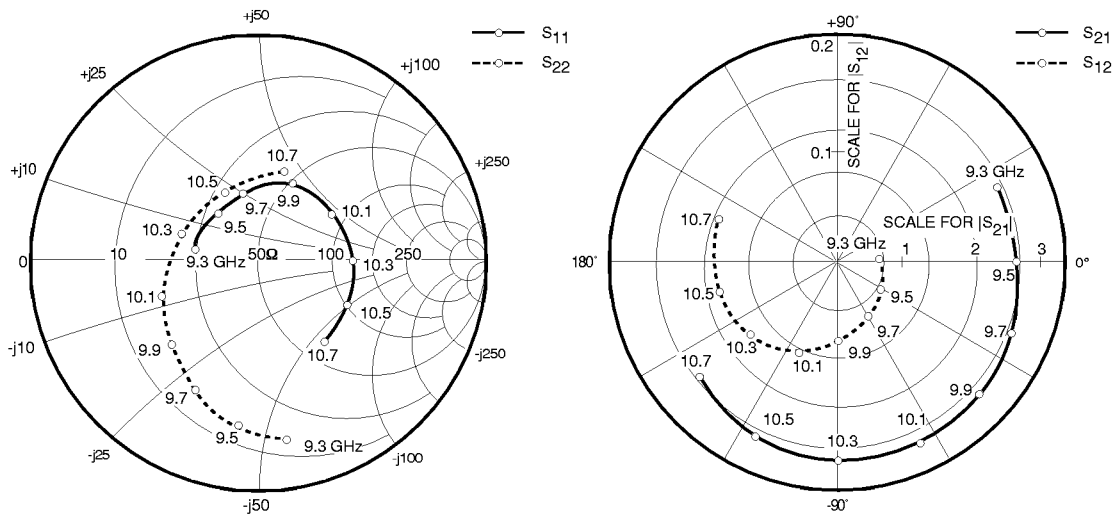 +j50
S11
S22
+j25
+j100
+j10
+j250
10.7
10.5
9.9
9.7
10.1
10.3
9.5
0
10
50Ω
100
250
9.3 GHz
10.3
10.1
10.5
9.9
10.7
-j10
-j250
9.7
9.5
9.3 GHz
-j25
-j100
-j50
+90°
S21
S12
0.2
SCALE FOR |S12|
0.1
9.3 GHz
10.7
SCALE FOR |S21|
9.3 GHz
180°
1
2
3
0°
9.5
10.5
9.5
9.7
10.3
9.7
10.1
9.9
10.7
9.9
10.5
10.1
10.3
-90°